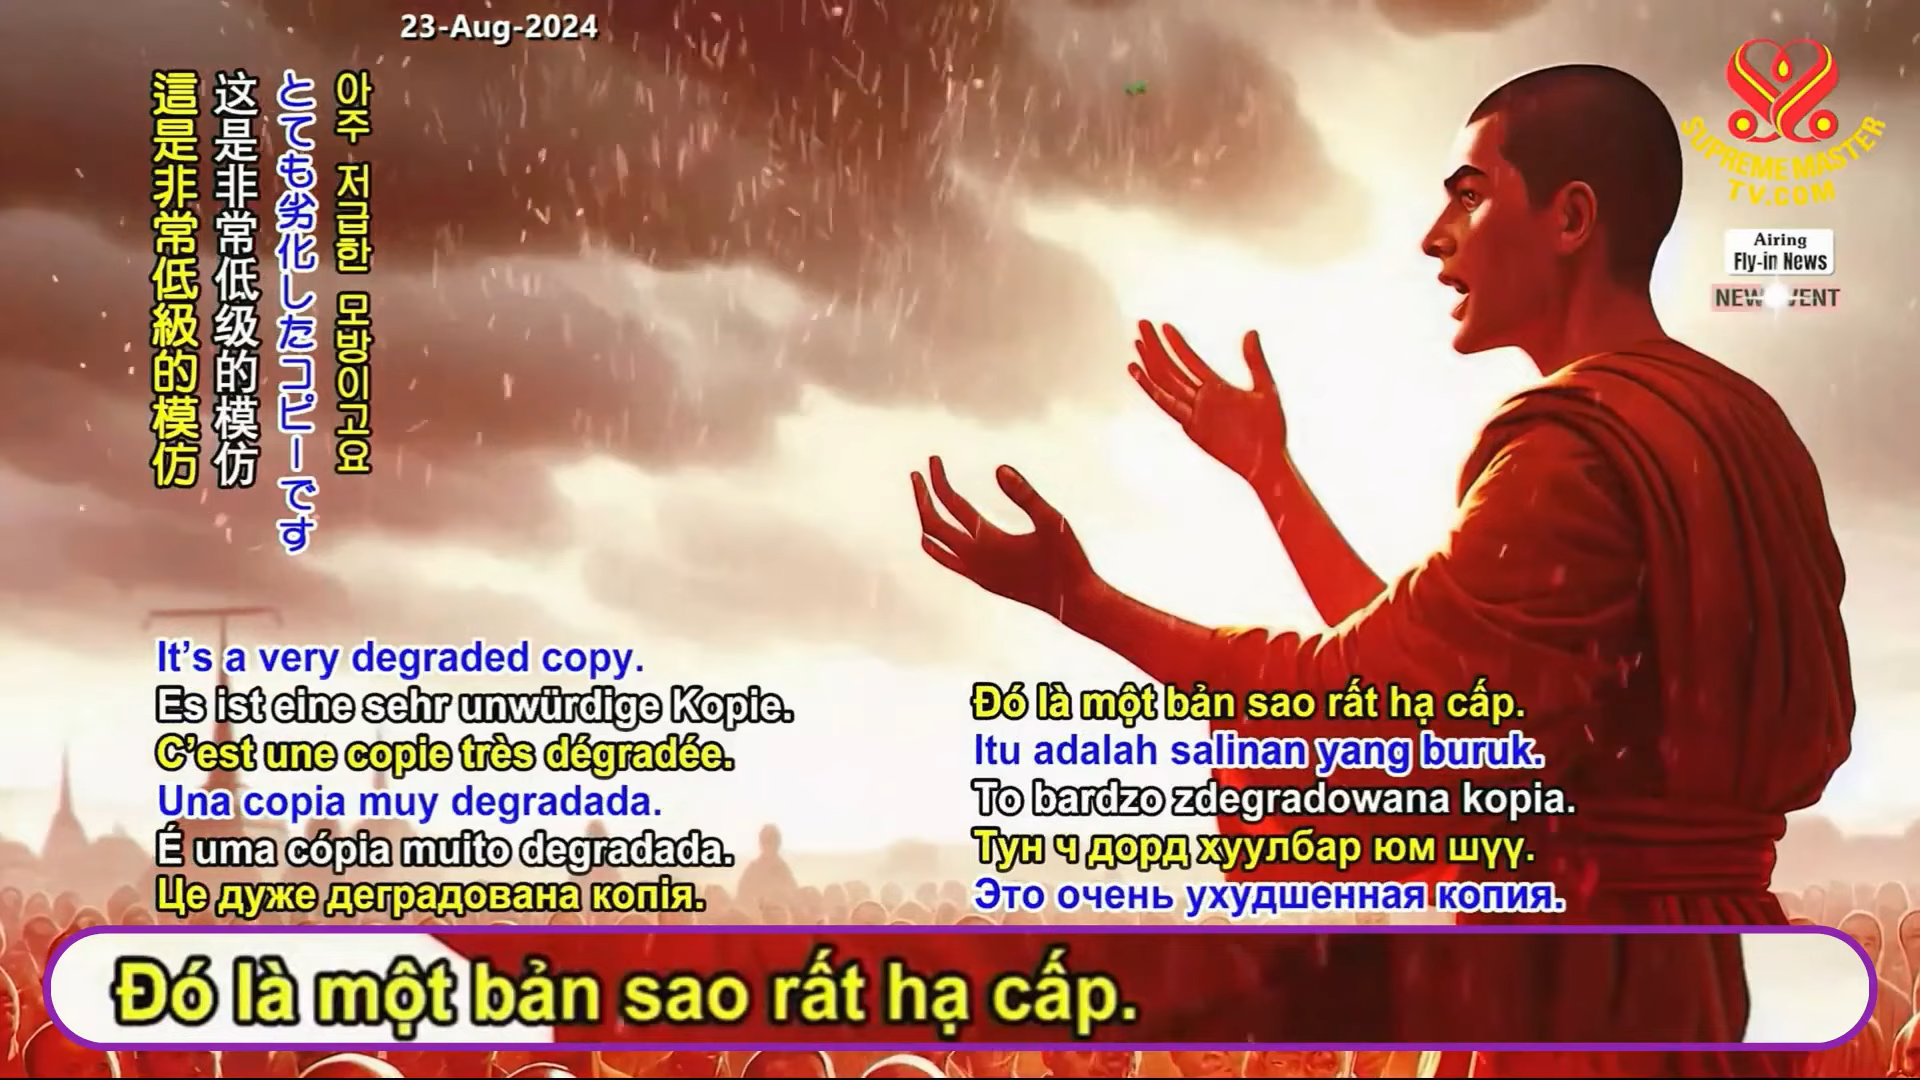 23-Aug-2024
這是非常低級的模仿
这是非常低级的模仿
とても劣化したコピーです
아주 저급한 모방이고요
SUPREME MASTER
TV.COM
Airing
Fly-in News
NEW EVENT
It’s a very degraded copy.
Es ist eine sehr unwürdige Kopie.
C’est une copie très dégradée.
Una copia muy degradada.
É uma cópia muito degradada.
Це дуже деградована копія.
Đó là một bản sao rất hạ cấp.
Itu adalah salinan yang buruk.
To bardzo zdegradowana kopia.
Тун ч дорд хуулбар юм шүү.
Это очень ухудшенная копия.
Đó là một bản sao rất hạ cấp.